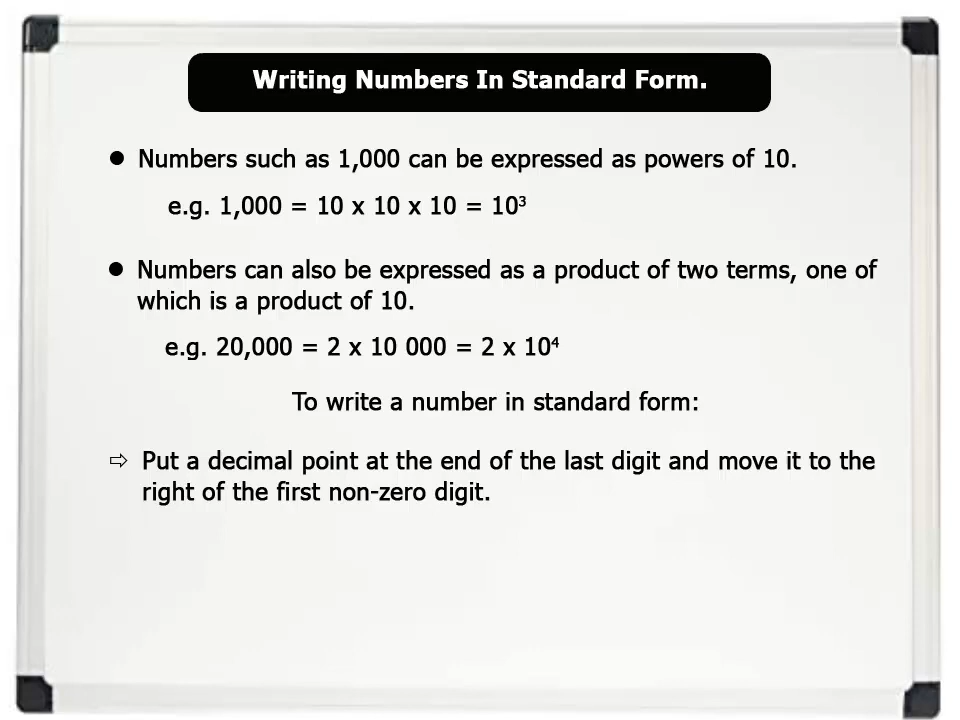 Writing Numbers In Standard Form.
● Numbers such as 1,000 can be expressed as powers of 10.
e.g. 1,000 = 10 x 10 x 10 = 10³
● Numbers can also be expressed as a product of two terms, one of
which is a product of 10.
e.g. 20,000 = 2 x 10 000 = 2 x 10⁴
To write a number in standard form:
⇨ Put a decimal point at the end of the last digit and move it to the
right of the first non-zero digit.